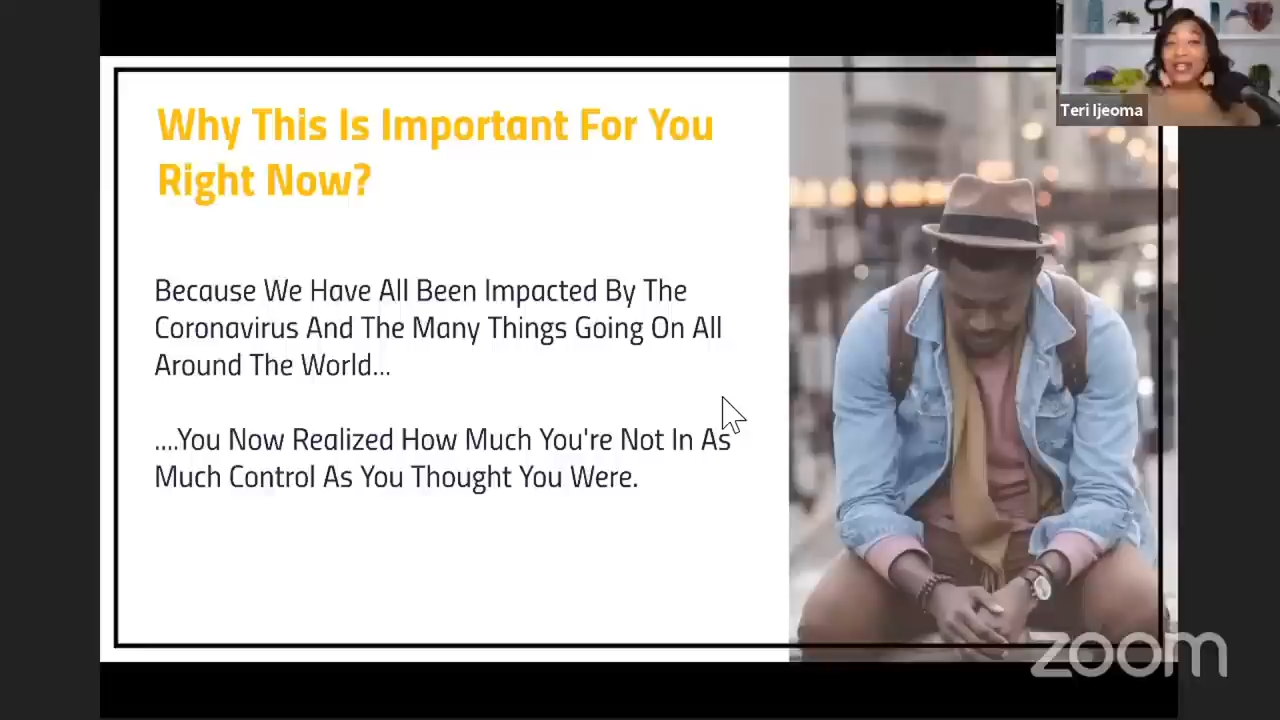 Why This Is Important For You
Right Now?
Because We Have All Been Impacted By The
Coronavirus And The Many Things Going On All
Around The World...
....You Now Realized How Much You're Not In As
Much Control As You Thought You Were.
Teri Ijeoma
zoom